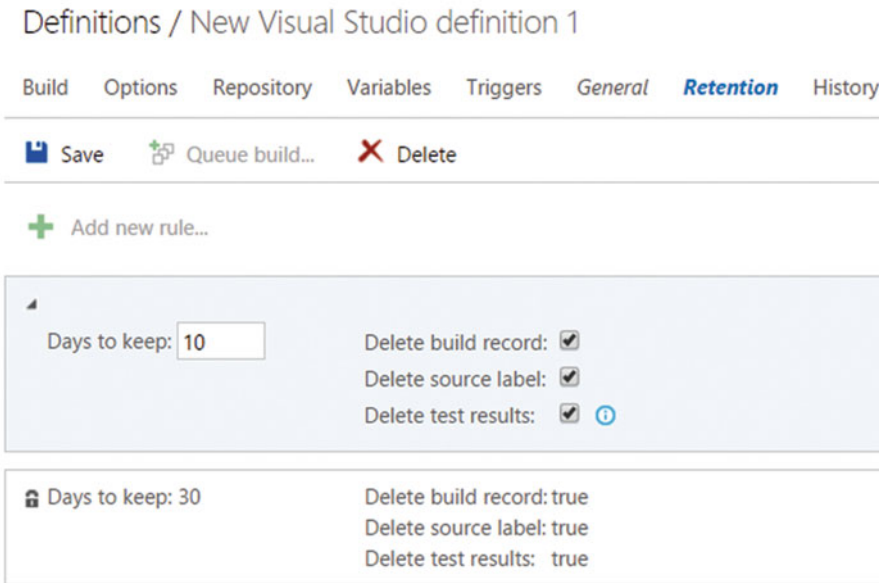 Definitions / New Visual Studio definition 1
Build Options Repository Variables Triggers General Retention History
Save Queue build... Delete
Add new rule...
Days to keep: 10 Delete build record:
Delete source label:
Delete test results:
Days to keep: 30 Delete build record: true
Delete source label: true
Delete test results: true